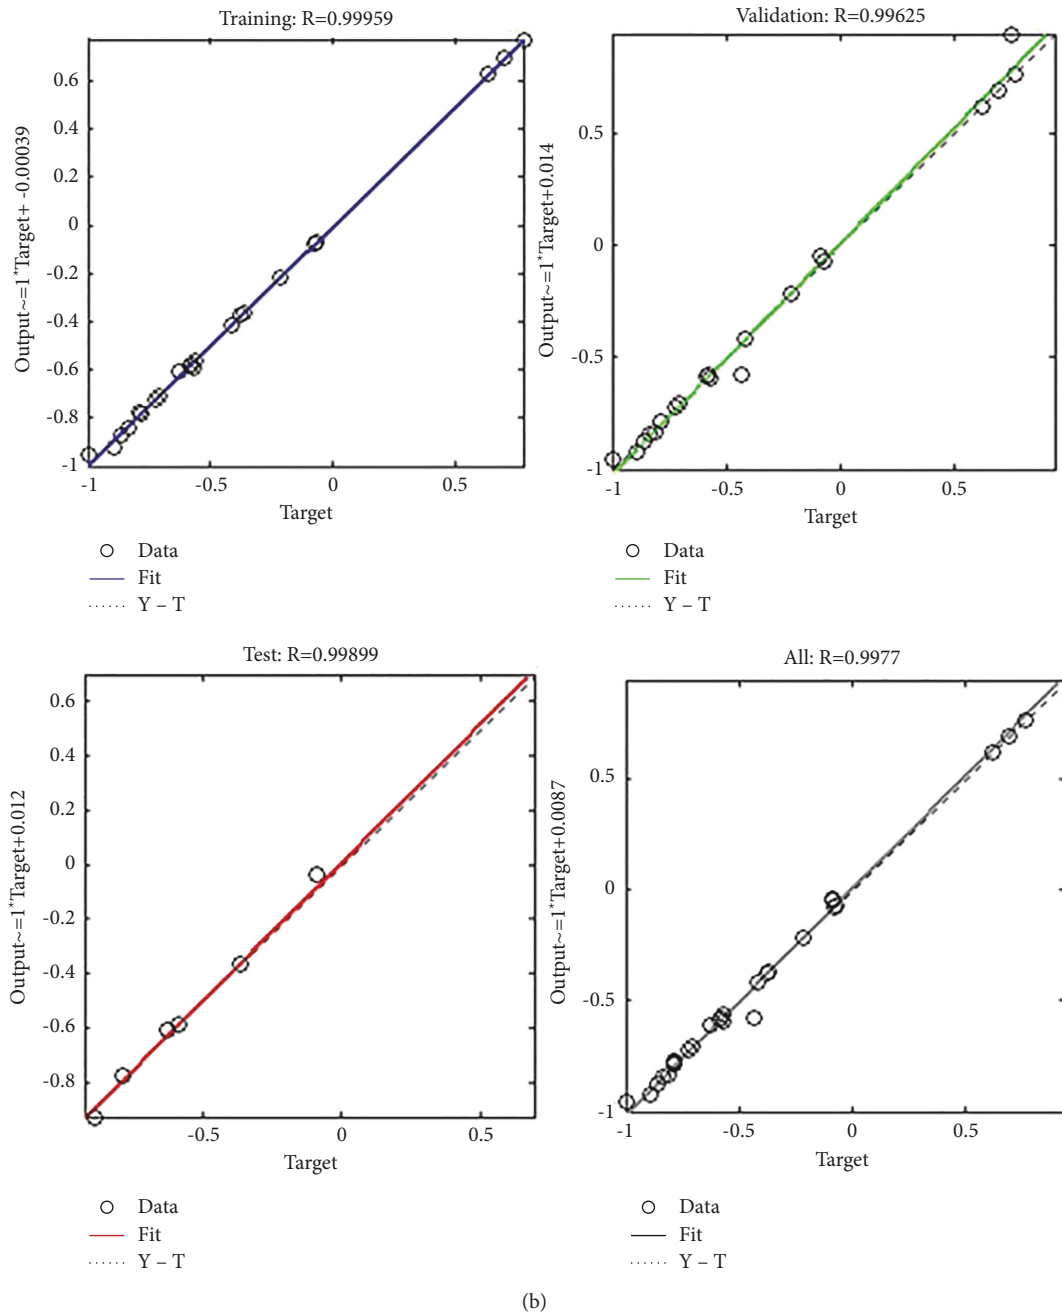 Training: R=0.99959
Output~=1*Target+ -0.00039
0.6
0.4
0.2
0
-0.2
-0.4
-0.6
-0.8
-1
-1 -0.5 0 0.5
Target
Data
Fit
Y – T
Validation: R=0.99625
Output~=1*Target+0.014
0.5
0
-0.5
-1
-1 -0.5 0 0.5
Target
Data
Fit
Y – T
Test: R=0.99899
Output~=1*Target+0.012
0.6
0.4
0.2
0
-0.2
-0.4
-0.6
-0.8
-0.5 0 0.5
Target
Data
Fit
Y – T
All: R=0.9977
Output~=1*Target+0.0087
0.5
0
-0.5
-1
-1 -0.5 0 0.5
Target
Data
Fit
Y – T
(b)